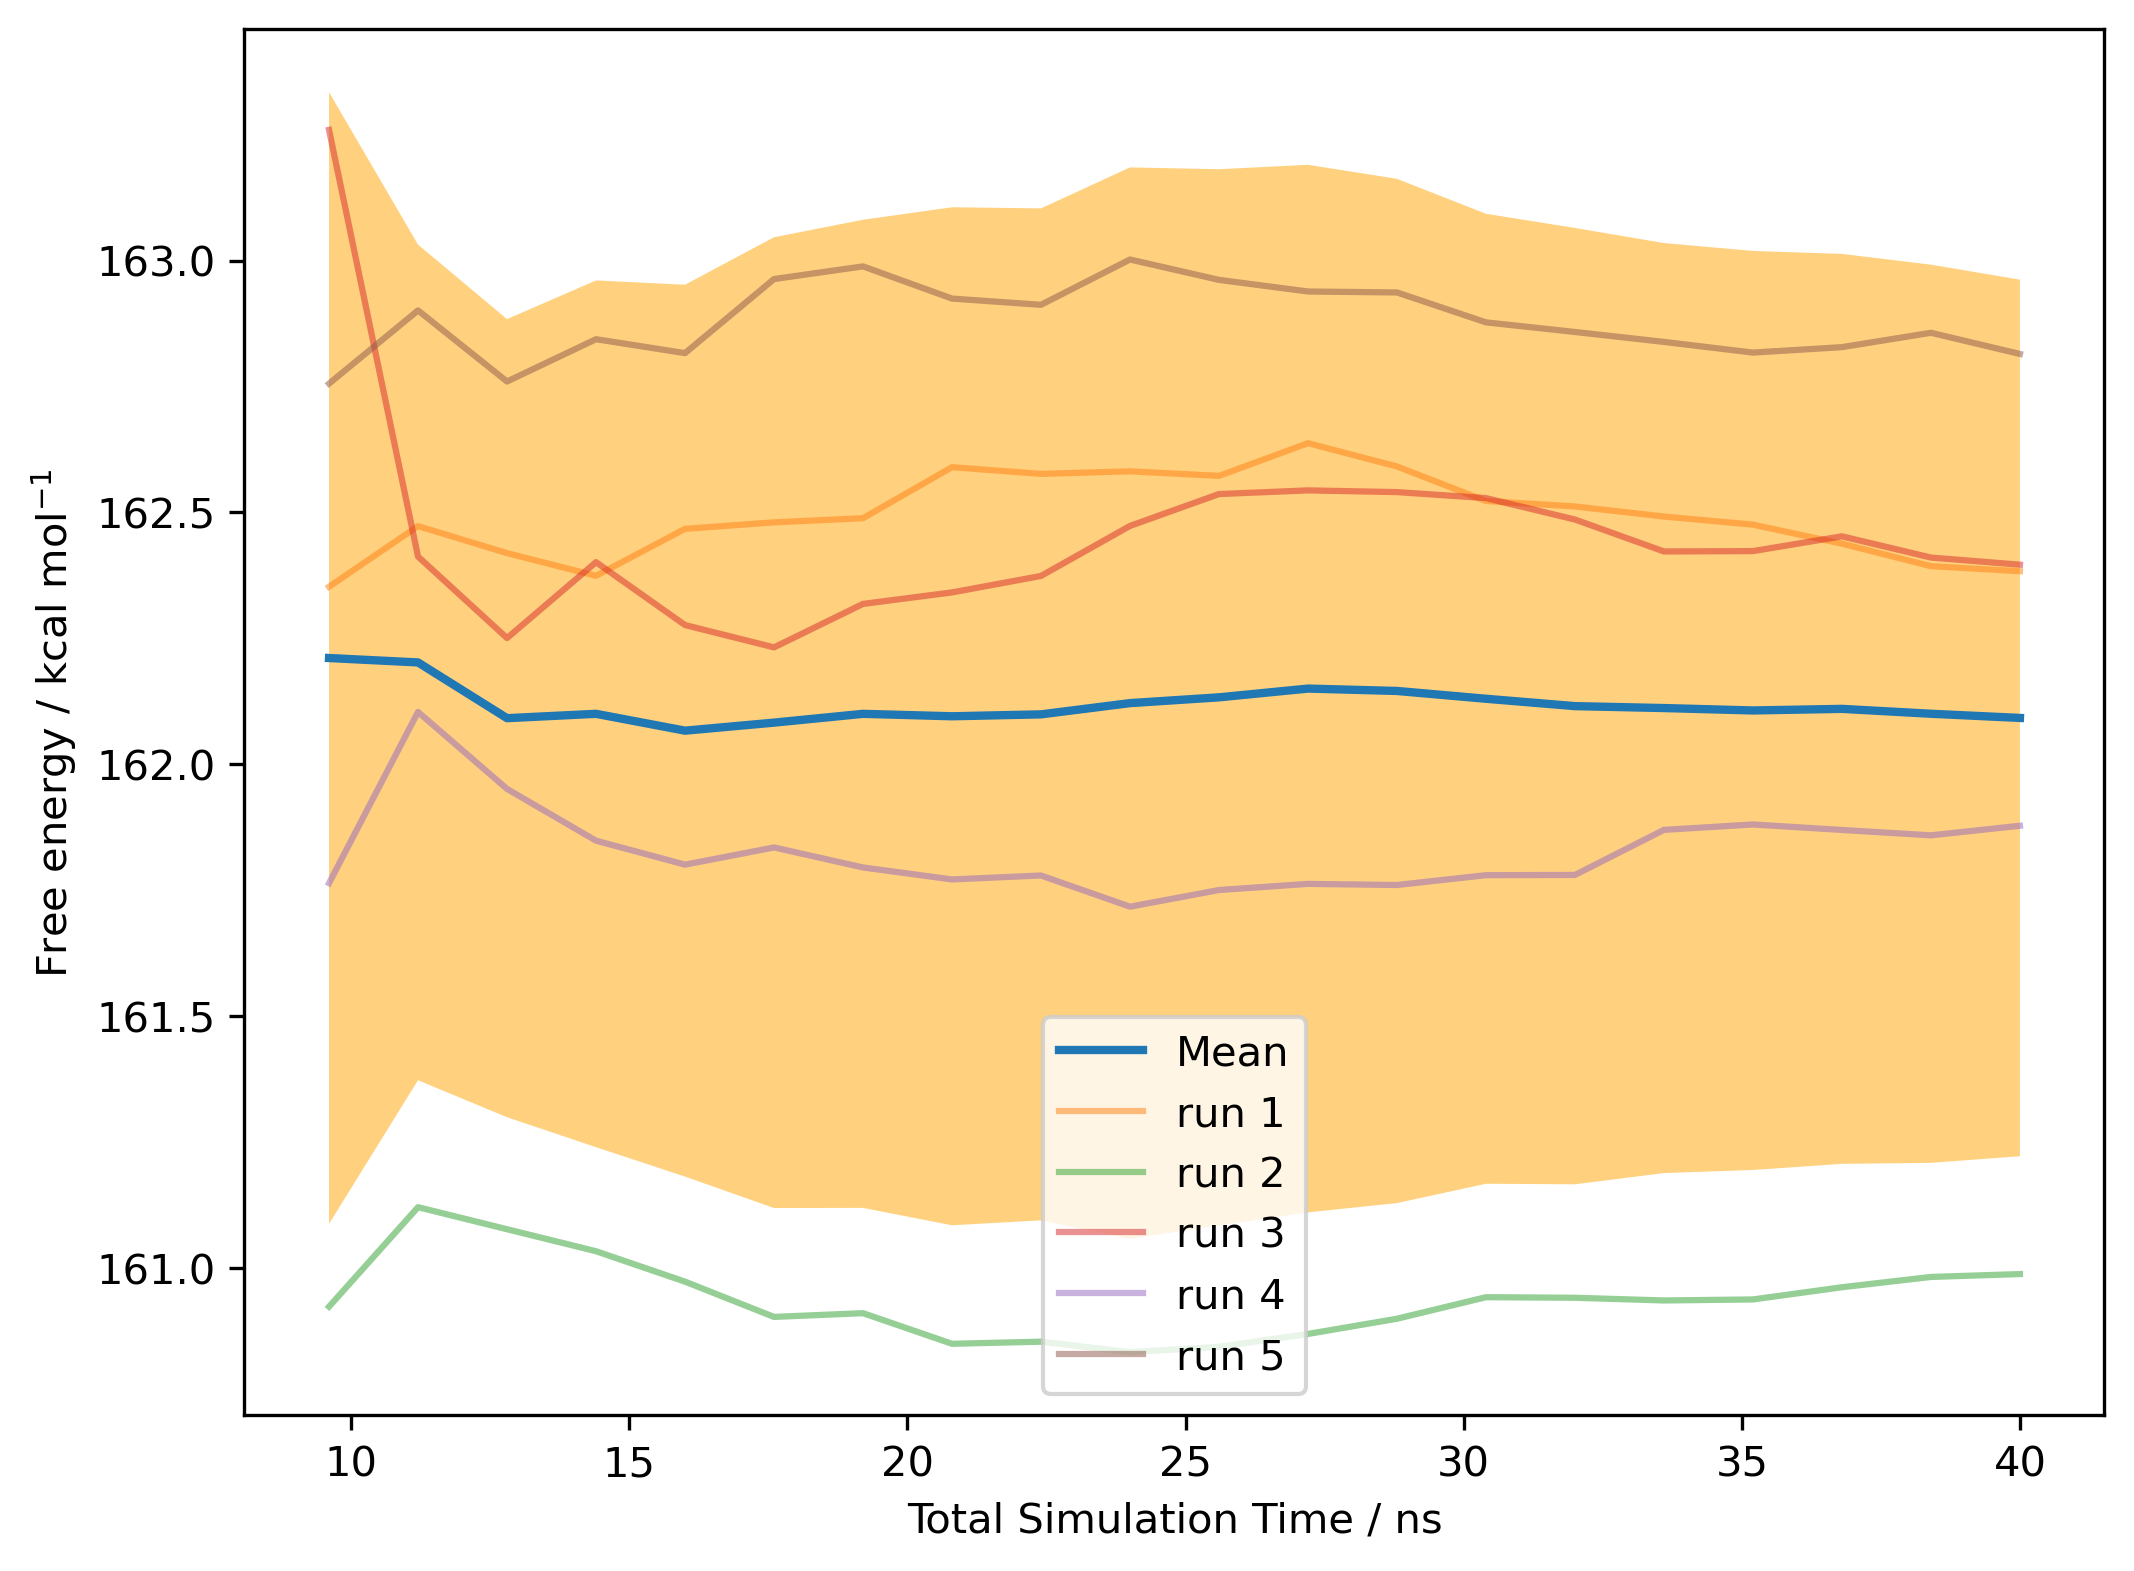 163.0
162.5
162.0
161.5
161.0
Free energy / kcal mol⁻¹
Mean
run 1
run 2
run 3
run 4
run 5
10 15 20 25 30 35 40
Total Simulation Time / ns